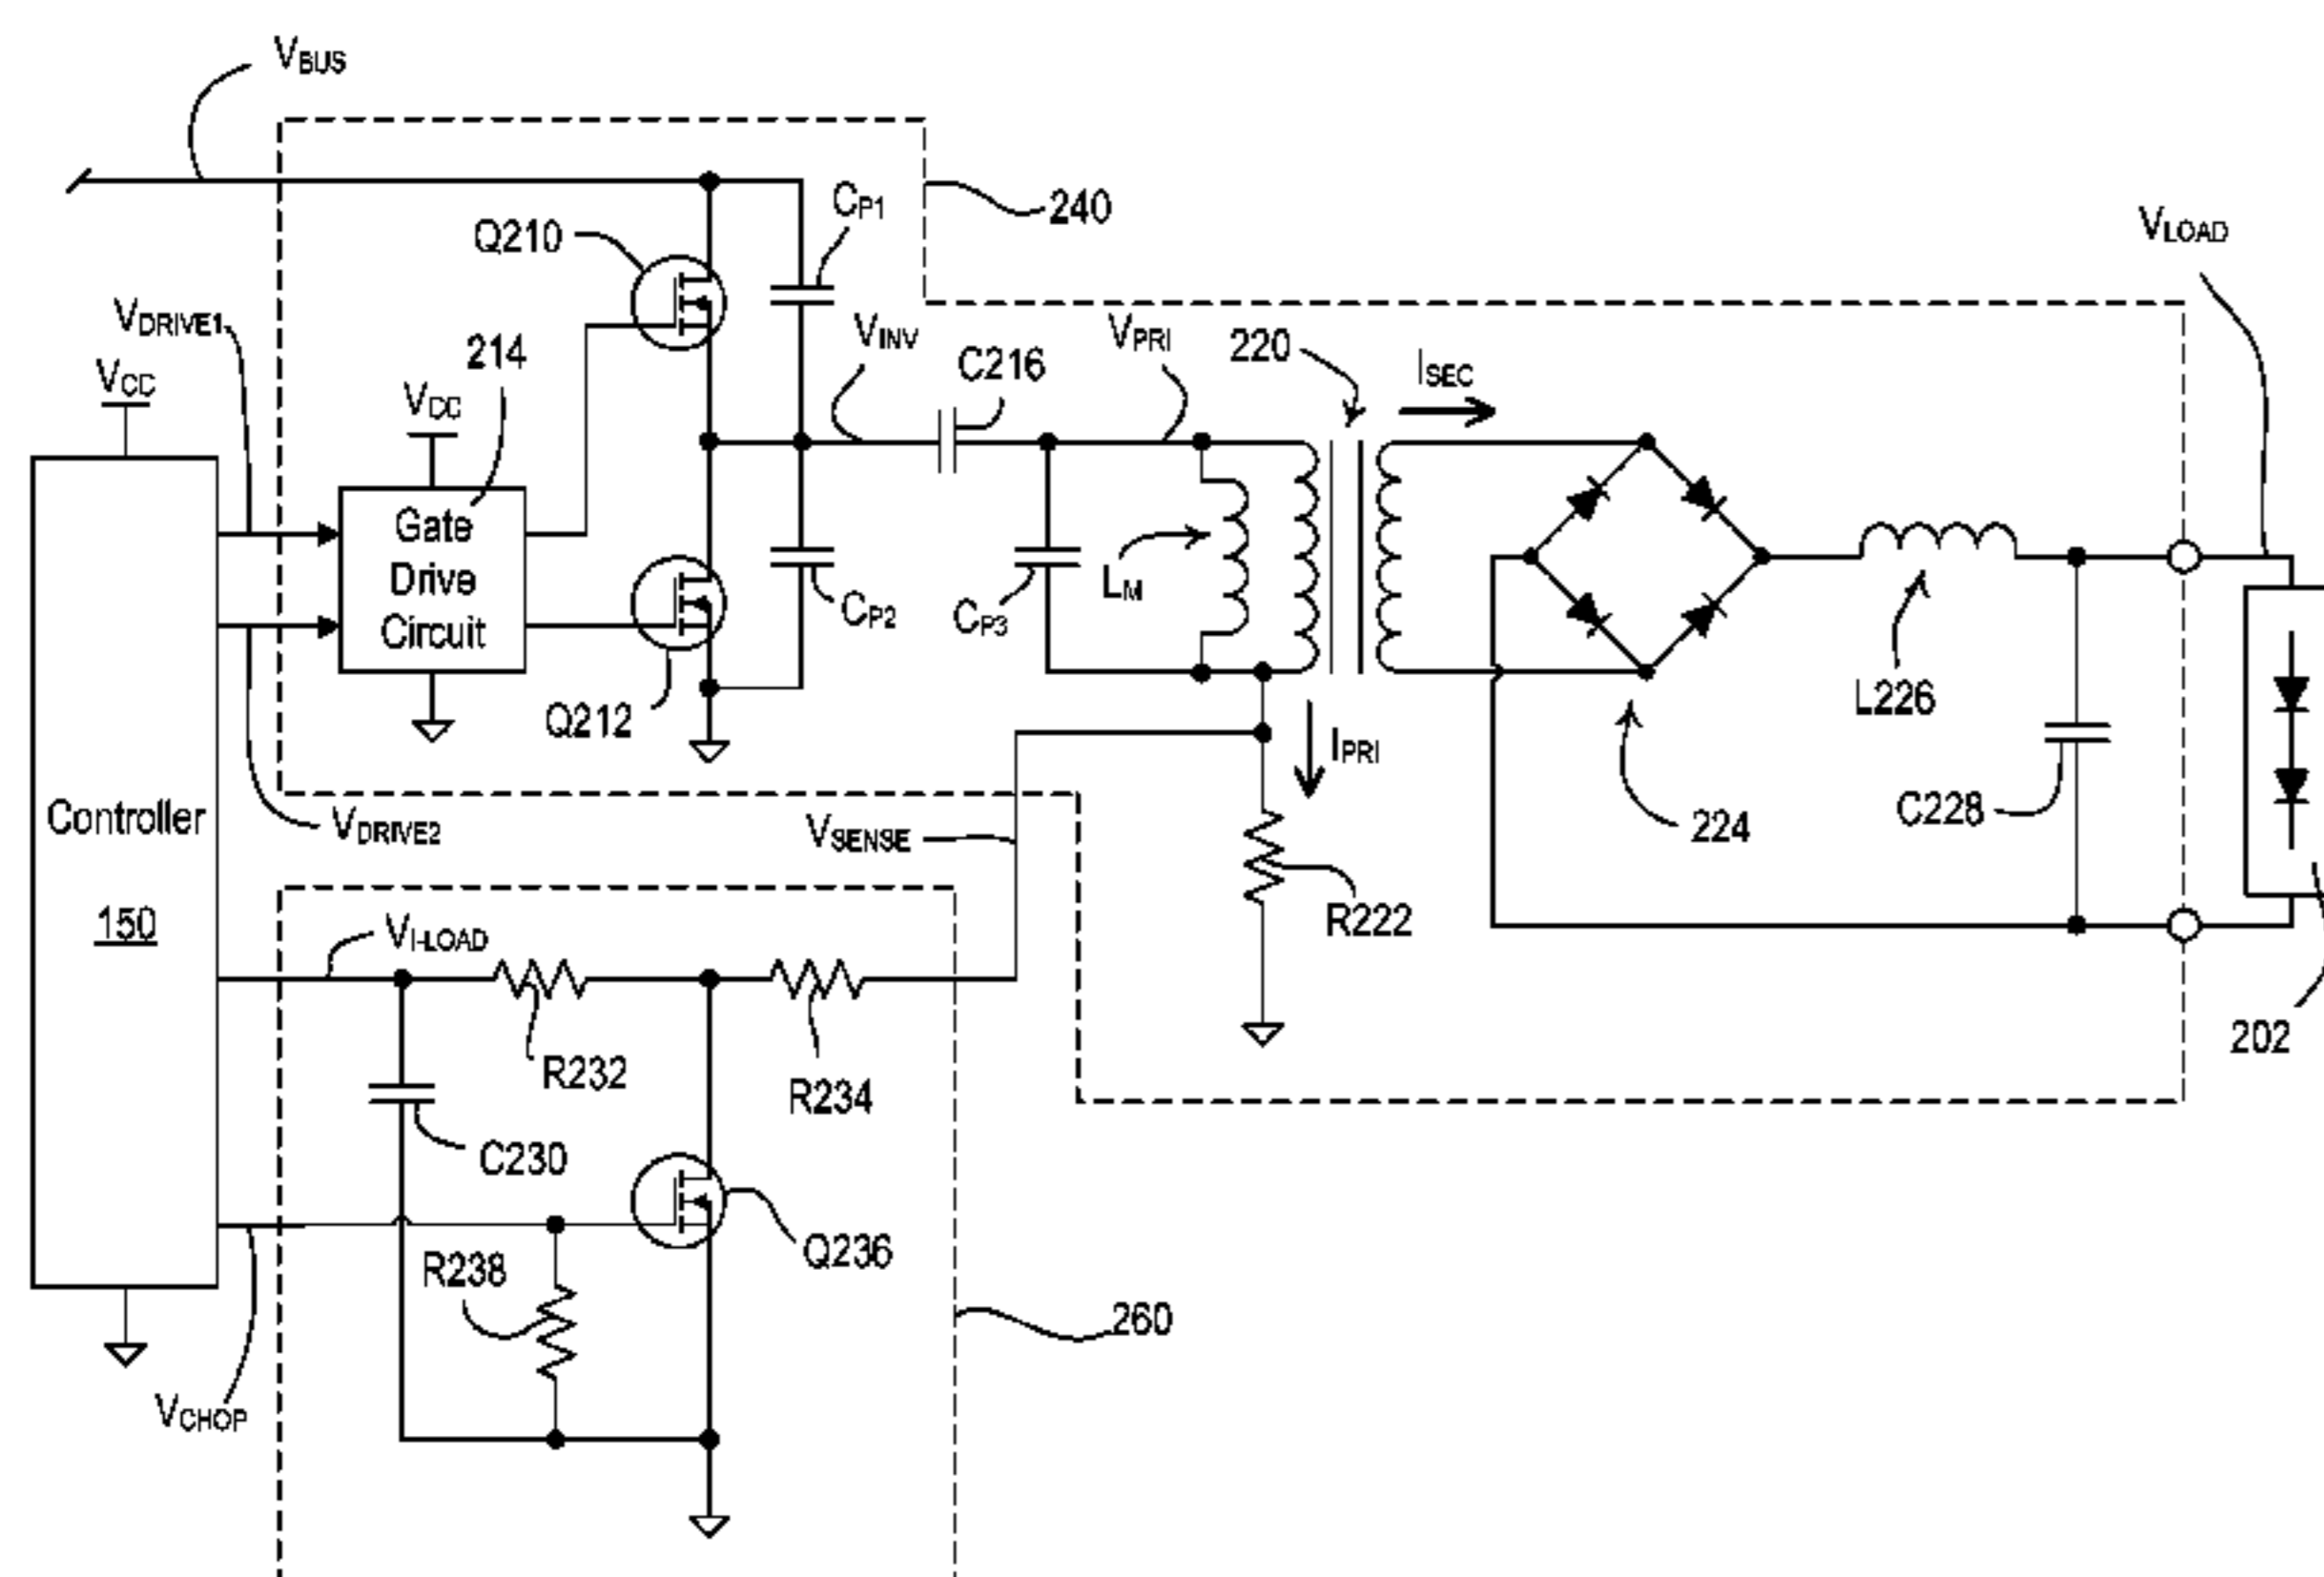 VBUS
240
CP1
Q210
VLOAD
VDRIVE1
214
VCC
VCC
VINV
C216
VPRI
220
ISEC
Gate
Drive
Circuit
CP2
CP3
LM
L226
Q212
IPRI
Controller
150
VDRIVE2
VSENSE
C228
224
R222
VI-LOAD
202
R232
R234
C230
Q236
R238
260
VCHOP